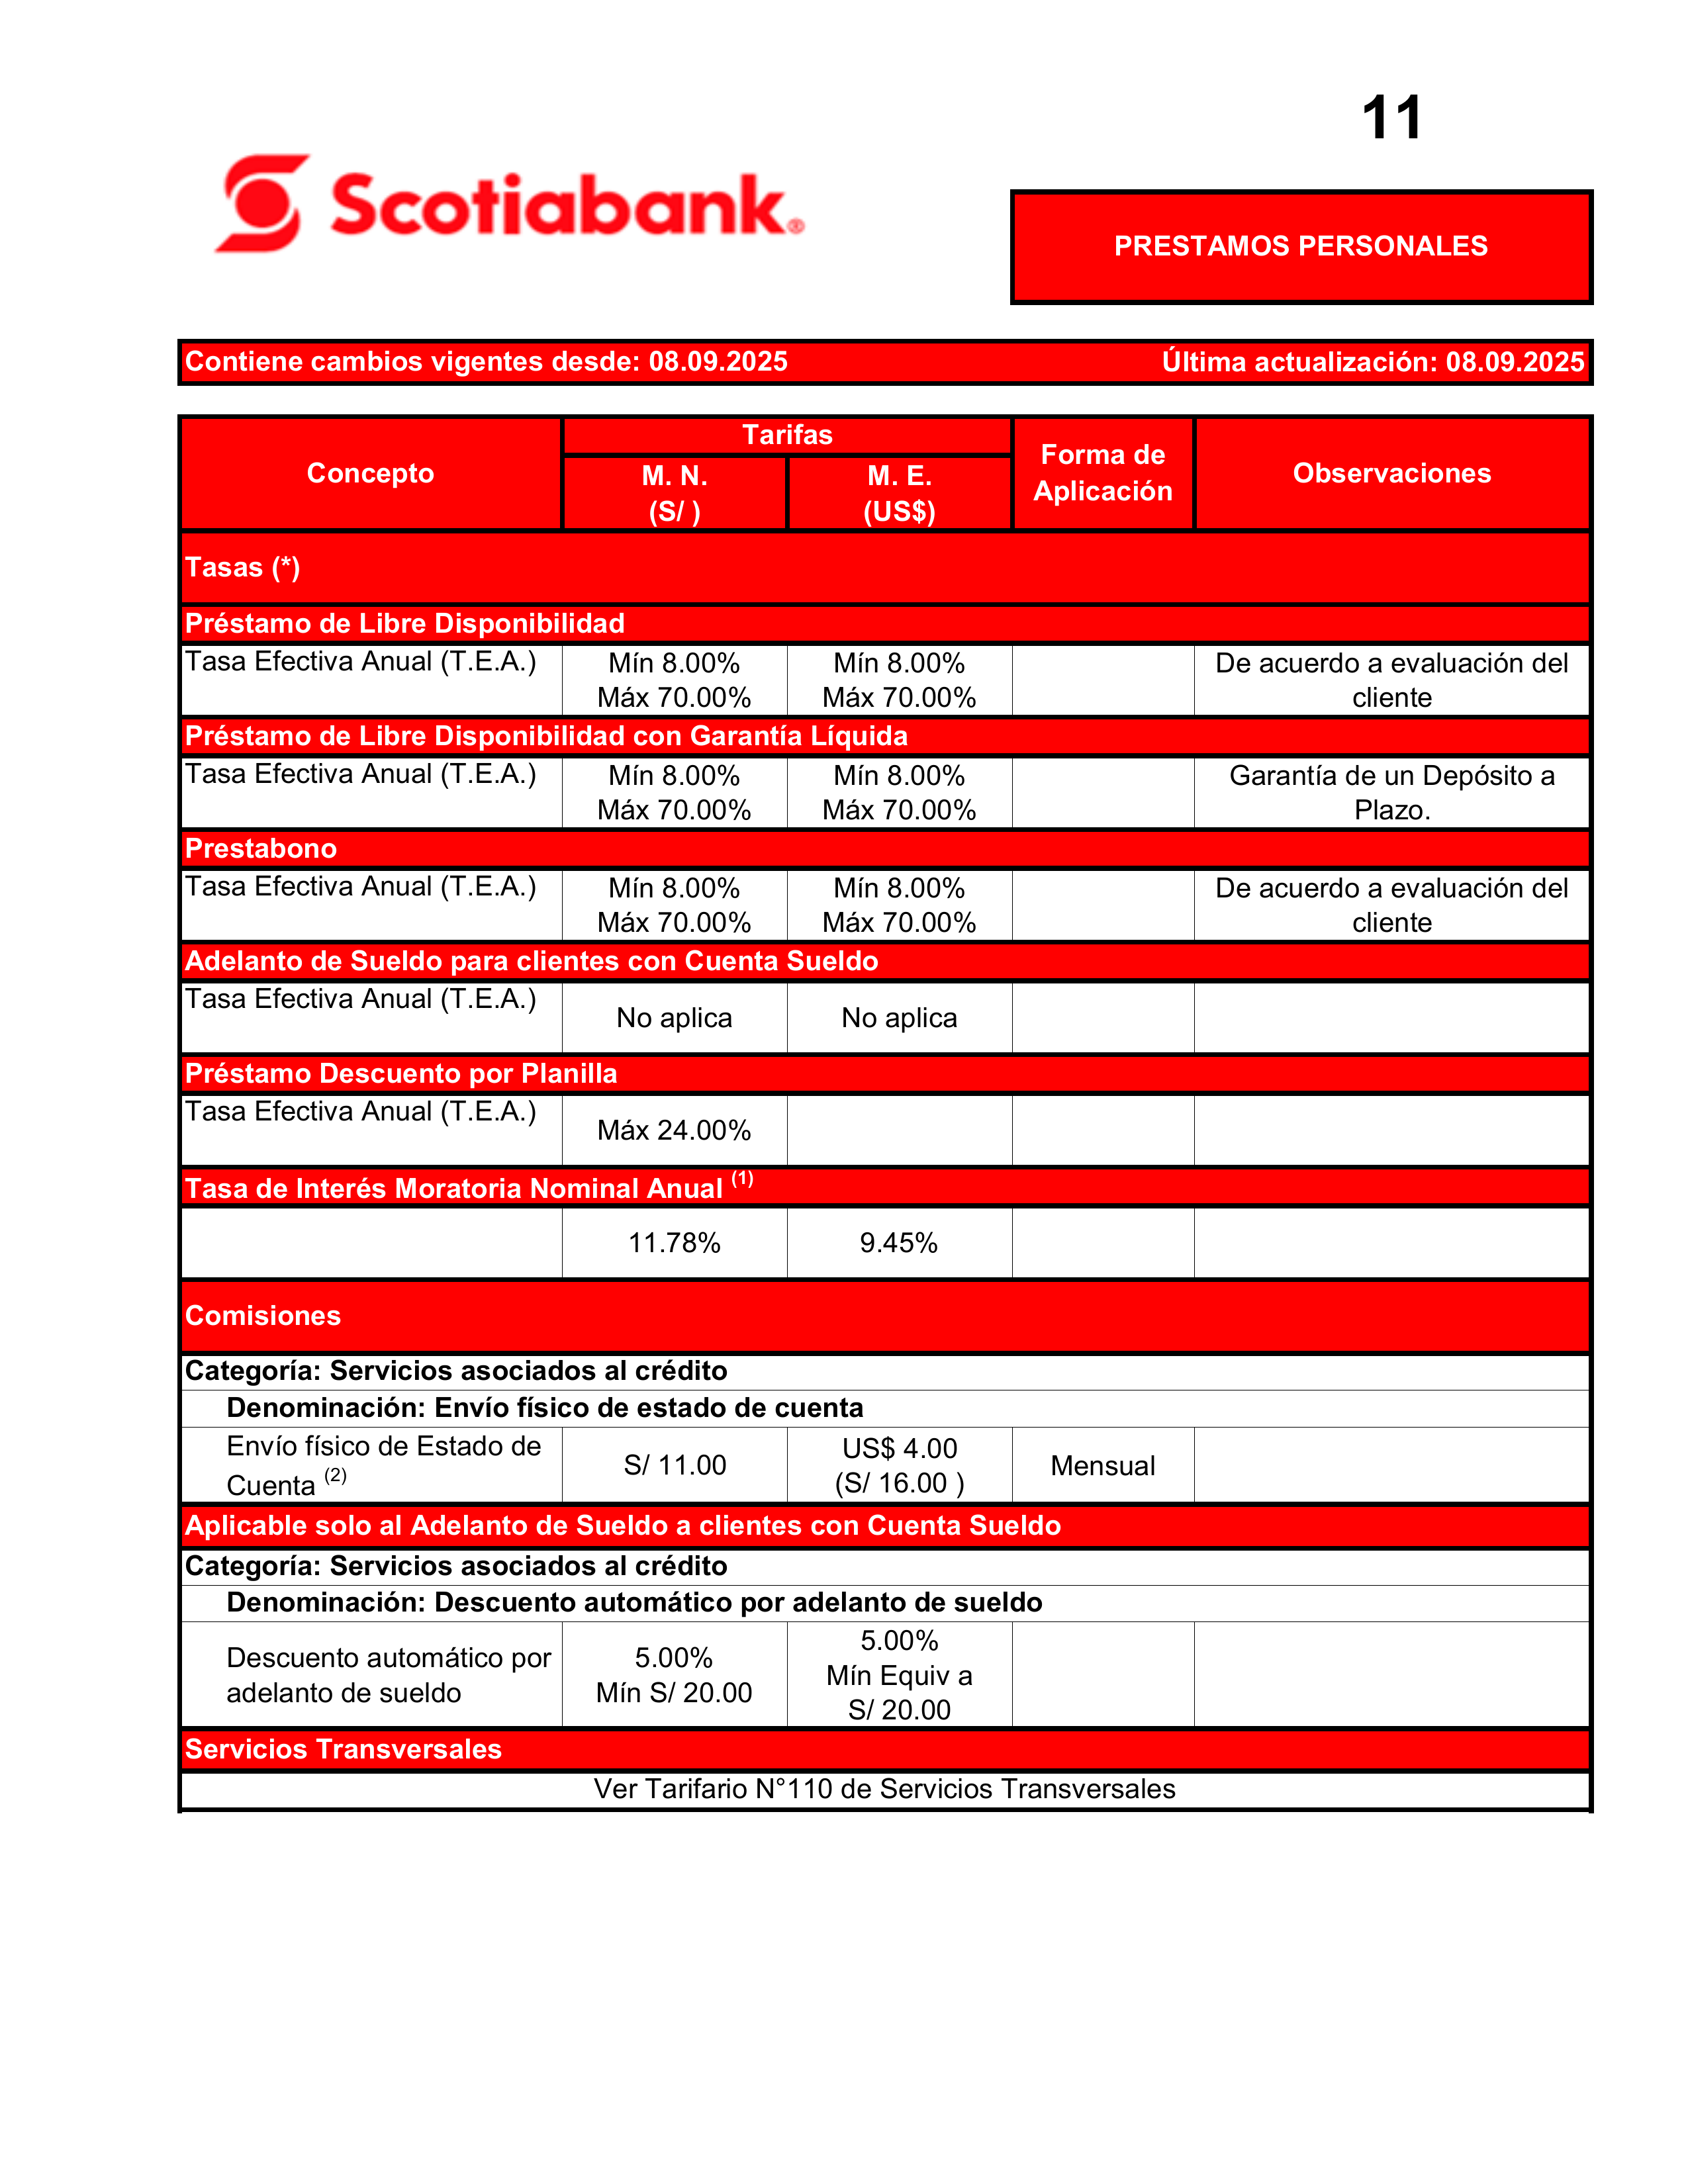 11
Scotiabank®
PRESTAMOS PERSONALES
Contiene cambios vigentes desde: 08.09.2025 Última actualización: 08.09.2025
Concepto
Tarifas
M. N.
(S/ )
M. E.
(US$)
Forma de
Aplicación
Observaciones
Tasas (*)
Préstamo de Libre Disponibilidad
Tasa Efectiva Anual (T.E.A.)
Mín 8.00%
Máx 70.00%
Mín 8.00%
Máx 70.00%
De acuerdo a evaluación del
cliente
Préstamo de Libre Disponibilidad con Garantía Líquida
Tasa Efectiva Anual (T.E.A.)
Mín 8.00%
Máx 70.00%
Mín 8.00%
Máx 70.00%
Garantía de un Depósito a
Plazo.
Prestabono
Tasa Efectiva Anual (T.E.A.)
Mín 8.00%
Máx 70.00%
Mín 8.00%
Máx 70.00%
De acuerdo a evaluación del
cliente
Adelanto de Sueldo para clientes con Cuenta Sueldo
Tasa Efectiva Anual (T.E.A.)
No aplica
No aplica
Préstamo Descuento por Planilla
Tasa Efectiva Anual (T.E.A.)
Máx 24.00%
Tasa de Interés Moratoria Nominal Anual (1)
11.78%
9.45%
Comisiones
Categoría: Servicios asociados al crédito
Denominación: Envío físico de estado de cuenta
Envío físico de Estado de
Cuenta (2)
S/ 11.00
US$ 4.00
(S/ 16.00 )
Mensual
Aplicable solo al Adelanto de Sueldo a clientes con Cuenta Sueldo
Categoría: Servicios asociados al crédito
Denominación: Descuento automático por adelanto de sueldo
Descuento automático por
adelanto de sueldo
5.00%
Mín S/ 20.00
5.00%
Mín Equiv a
S/ 20.00
Servicios Transversales
Ver Tarifario N°110 de Servicios Transversales